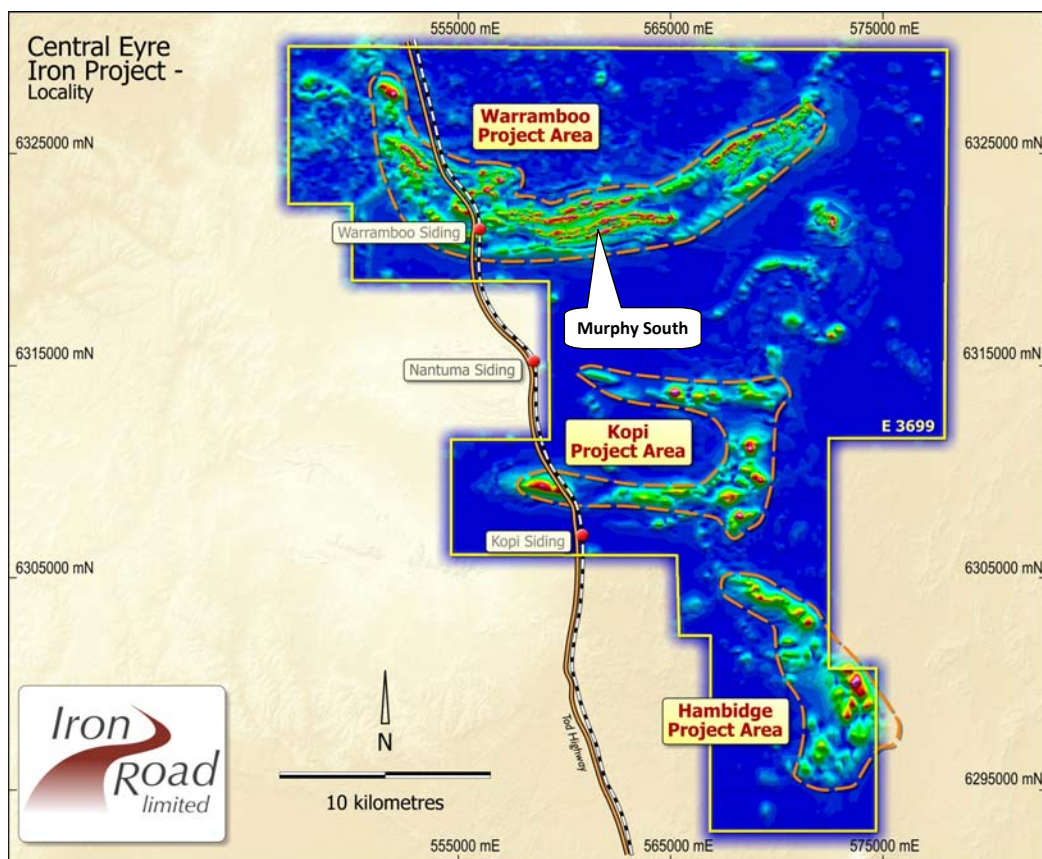 Central Eyre
Iron Project -
Locality
555000 mE
565000 mE
575000 mE
6325000 mN
6325000 mN
Warramboo
Project Area
Warramboo Siding
Murphy South
6315000 mN
6315000 mN
Nantuma Siding
Kopi
Project Area
E 3699
Kopi Siding
6305000 mN
6305000 mN
Hambidge
Project Area
Tod Highway
N
10 kilometres
Iron
Road
limited
6295000 mN
555000 mE
565000 mE
575000 mE